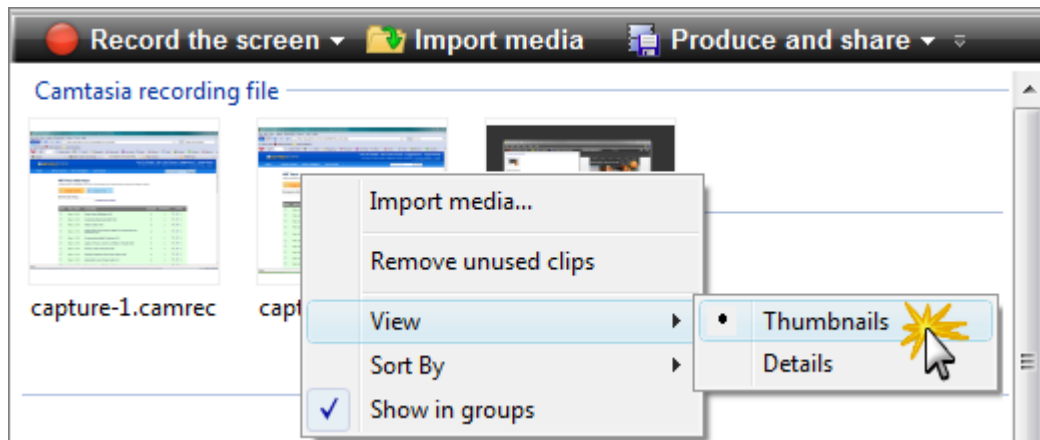 Record the screen Import media Produce and share
Camtasia recording file
capture-1.camrec capt
Import media...
Remove unused clips
View
Sort By
Show in groups
Thumbnails
Details